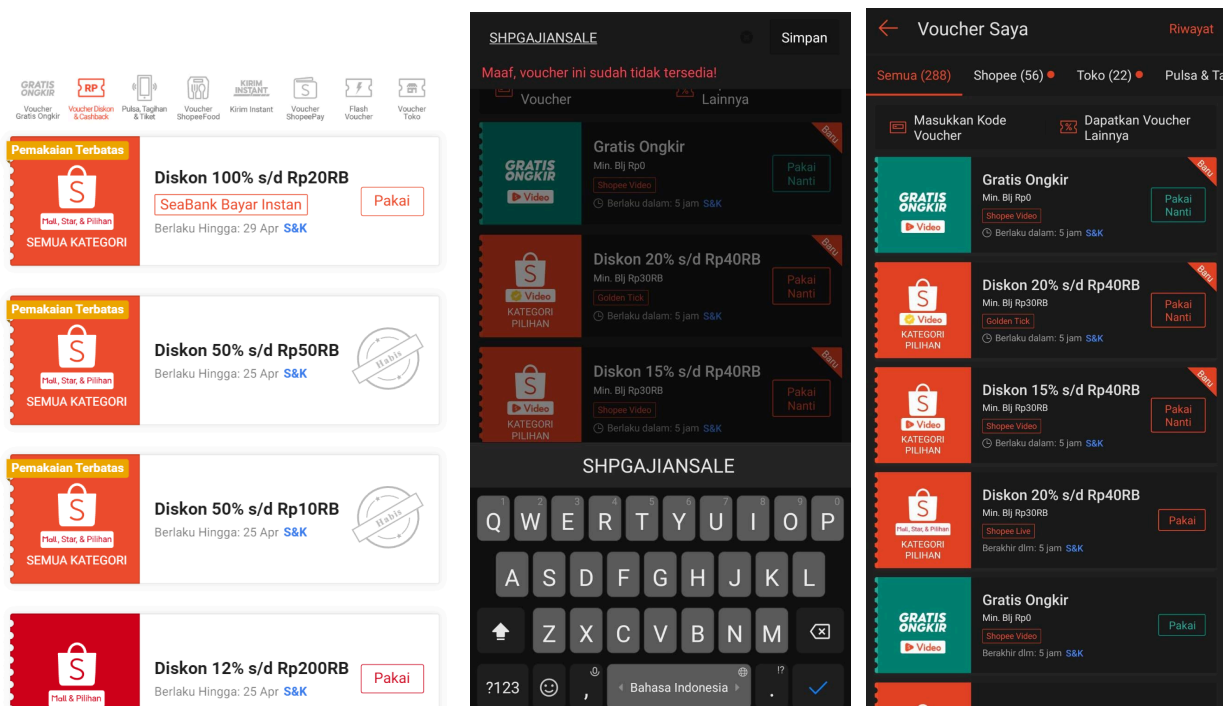 GRATIS
ONGKIR
Voucher
Gratis Ongkir
RP
Voucher Diskon
& Cashback
Pulsa, Tagihan
& Tiket
Voucher
ShopeeFood
KIRIM
INSTANT
Kirim Instant
S
Voucher
ShopeePay
Flash
Voucher
Voucher
Toko
Pemakaian Terbatas
S
Mall, Star, & Pilihan
SEMUA KATEGORI
Diskon 100% s/d Rp20RB
SeaBank Bayar Instan
Berlaku Hingga: 29 Apr S&K
Pakai
Pemakaian Terbatas
S
Mall, Star, & Pilihan
SEMUA KATEGORI
Diskon 50% s/d Rp50RB
Berlaku Hingga: 25 Apr S&K
Habis
Pemakaian Terbatas
S
Mall, Star, & Pilihan
SEMUA KATEGORI
Diskon 50% s/d Rp10RB
Berlaku Hingga: 25 Apr S&K
Habis
S
Mall & Pilihan
Diskon 12% s/d Rp200RB
Berlaku Hingga: 25 Apr S&K
Pakai
SHPGAJIANSALE
Simpan
Maaf, voucher ini sudah tidak tersedia!
Voucher
Lainnya
GRATIS
ONGKIR
Video
Gratis Ongkir
Min. Blj Rp0
Shopee Video
Berlaku dalam: 5 jam S&K
Baru
Pakai
Nanti
S
Video
KATEGORI
PILIHAN
Diskon 20% s/d Rp40RB
Min. Blj Rp30RB
Golden Tick
Berlaku dalam: 5 jam S&K
Baru
Pakai
Nanti
S
Video
KATEGORI
PILIHAN
Diskon 15% s/d Rp40RB
Min. Blj Rp30RB
Shopee Video
Berlaku dalam: 5 jam S&K
Baru
Pakai
Nanti
SHPGAJIANSALE
1 2 3 4 5 6 7 8 9 0
Q W E R T Y U I O P
A S D F G H J K L
Z X C V B N M
?123 , Bahasa Indonesia !? .
Voucher Saya
Riwayat
Semua (288) Shopee (56) Toko (22) Pulsa & Ta
Masukkan Kode
Voucher
Dapatkan Voucher
Lainnya
GRATIS
ONGKIR
Video
Gratis Ongkir
Min. Blj Rp0
Shopee Video
Berlaku dalam: 5 jam S&K
Baru
Pakai
Nanti
S
Video
KATEGORI
PILIHAN
Diskon 20% s/d Rp40RB
Min. Blj Rp30RB
Golden Tick
Berlaku dalam: 5 jam S&K
Baru
Pakai
Nanti
S
Video
KATEGORI
PILIHAN
Diskon 15% s/d Rp40RB
Min. Blj Rp30RB
Shopee Video
Berlaku dalam: 5 jam S&K
Baru
Pakai
Nanti
S
Mall, Star, & Pilihan
KATEGORI
PILIHAN
Diskon 20% s/d Rp40RB
Min. Blj Rp30RB
Shopee Live
Berakhir dlm: 5 jam S&K
Pakai
GRATIS
ONGKIR
Video
Gratis Ongkir
Min. Blj Rp0
Shopee Video
Berakhir dlm: 5 jam S&K
Pakai